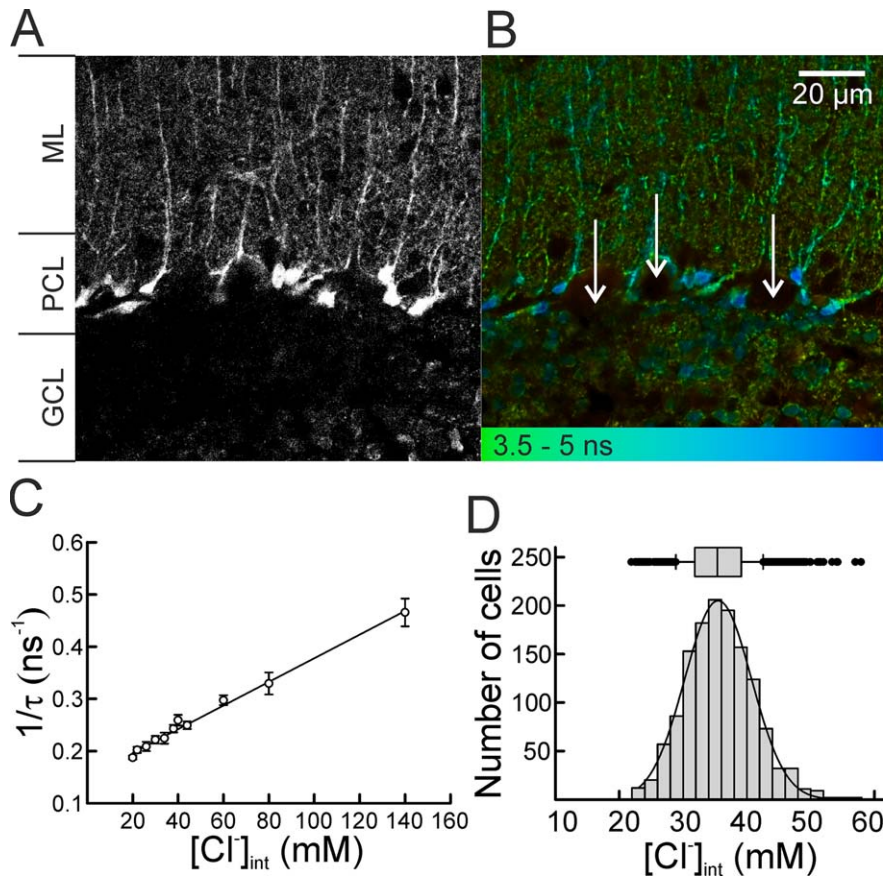 A
B
ML
PCL
GCL
20 µm
3.5 - 5 ns
C
0.6
0.5
0.4
0.3
0.2
0.1
1/τ (ns⁻¹)
20 40 60 80 100 120 140 160
[Cl⁻]int (mM)
D
250
200
150
100
50
Number of cells
10 20 30 40 50 60
[Cl⁻]int (mM)